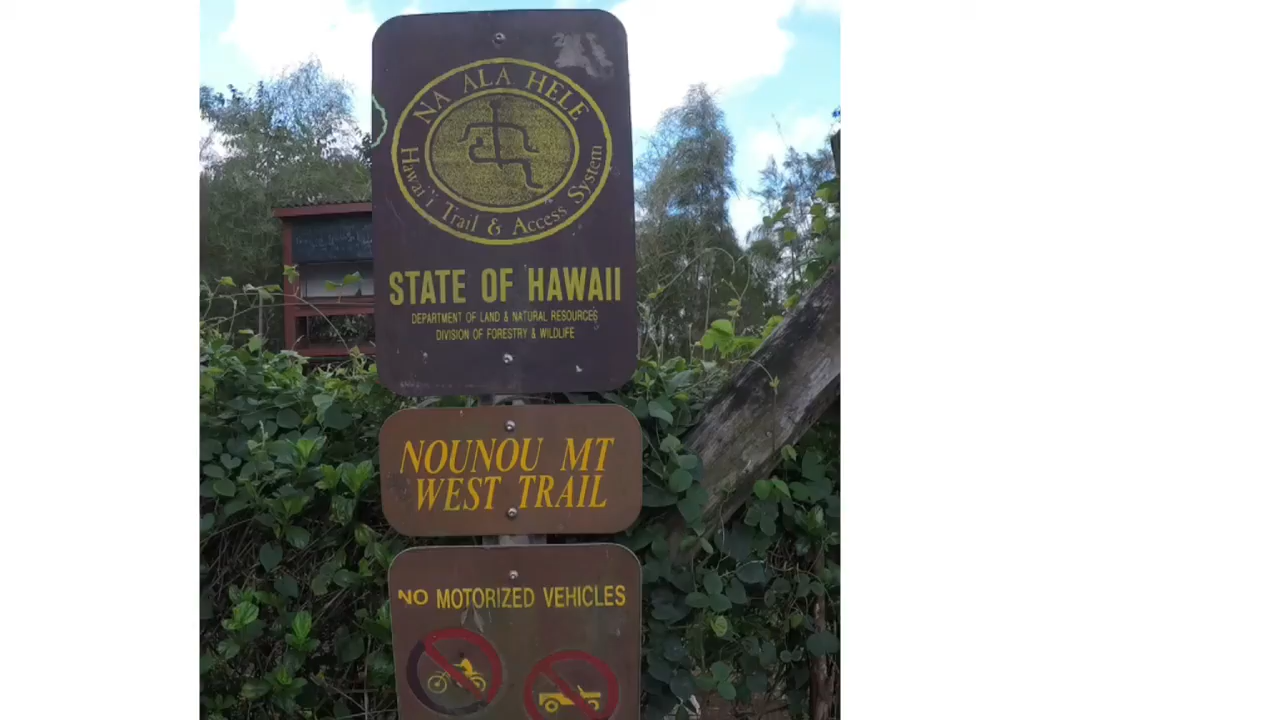 NA ALA HELE
Hawai'i Trail & Access System
STATE OF HAWAII
DEPARTMENT OF LAND & NATURAL RESOURCES
DIVISION OF FORESTRY & WILDLIFE
NOUNOU MT
WEST TRAIL
NO MOTORIZED VEHICLES